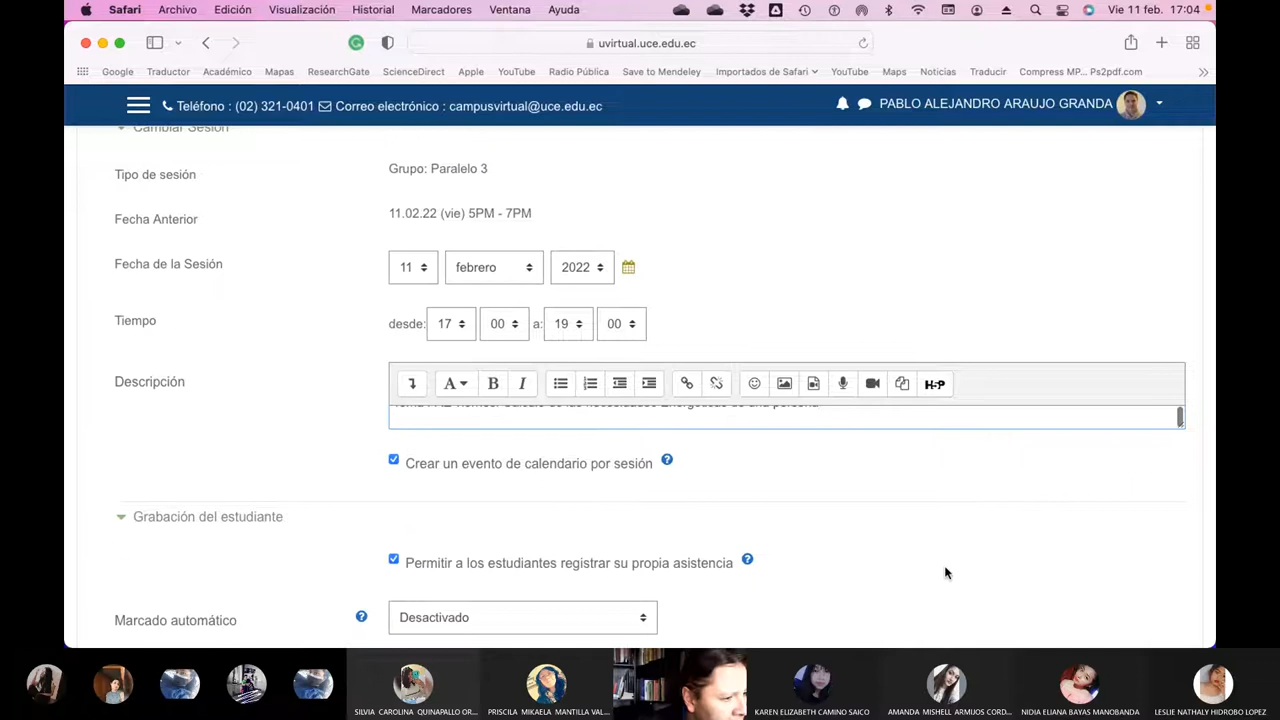 Safari Archivo Edición Visualización Historial Marcadores Ventana Ayuda Vie 11 feb. 17:04
uvirtual.uce.edu.ec
Google Traductor Académico Mapas ResearchGate ScienceDirect Apple YouTube Radio Pública Save to Mendeley Importados de Safari YouTube Maps Noticias Traducir Compress MP... Ps2pdf.com
Teléfono : (02) 321-0401 Correo electrónico : campusvirtual@uce.edu.ec PABLO ALEJANDRO ARAUJO GRANDA
Cambiar Sesión
Tipo de sesión Grupo: Paralelo 3
Fecha Anterior 11.02.22 (vie) 5PM - 7PM
Fecha de la Sesión 11 febrero 2022
Tiempo desde: 17 00 a: 19 00
Descripción A B I H-P
Crear un evento de calendario por sesión
Grabación del estudiante
Permitir a los estudiantes registrar su propia asistencia
Marcado automático Desactivado
SILVIA CAROLINA QUINAPALLO OR... PRISCILA MIKAELA MANTILLA VAL... KAREN ELIZABETH CAMINO SAICO AMANDA MISHELL ARMIJOS CORD... NIDIA ELIANA BAYAS MANOBANDA LESLIE NATHALY HIDROBO LOPEZ